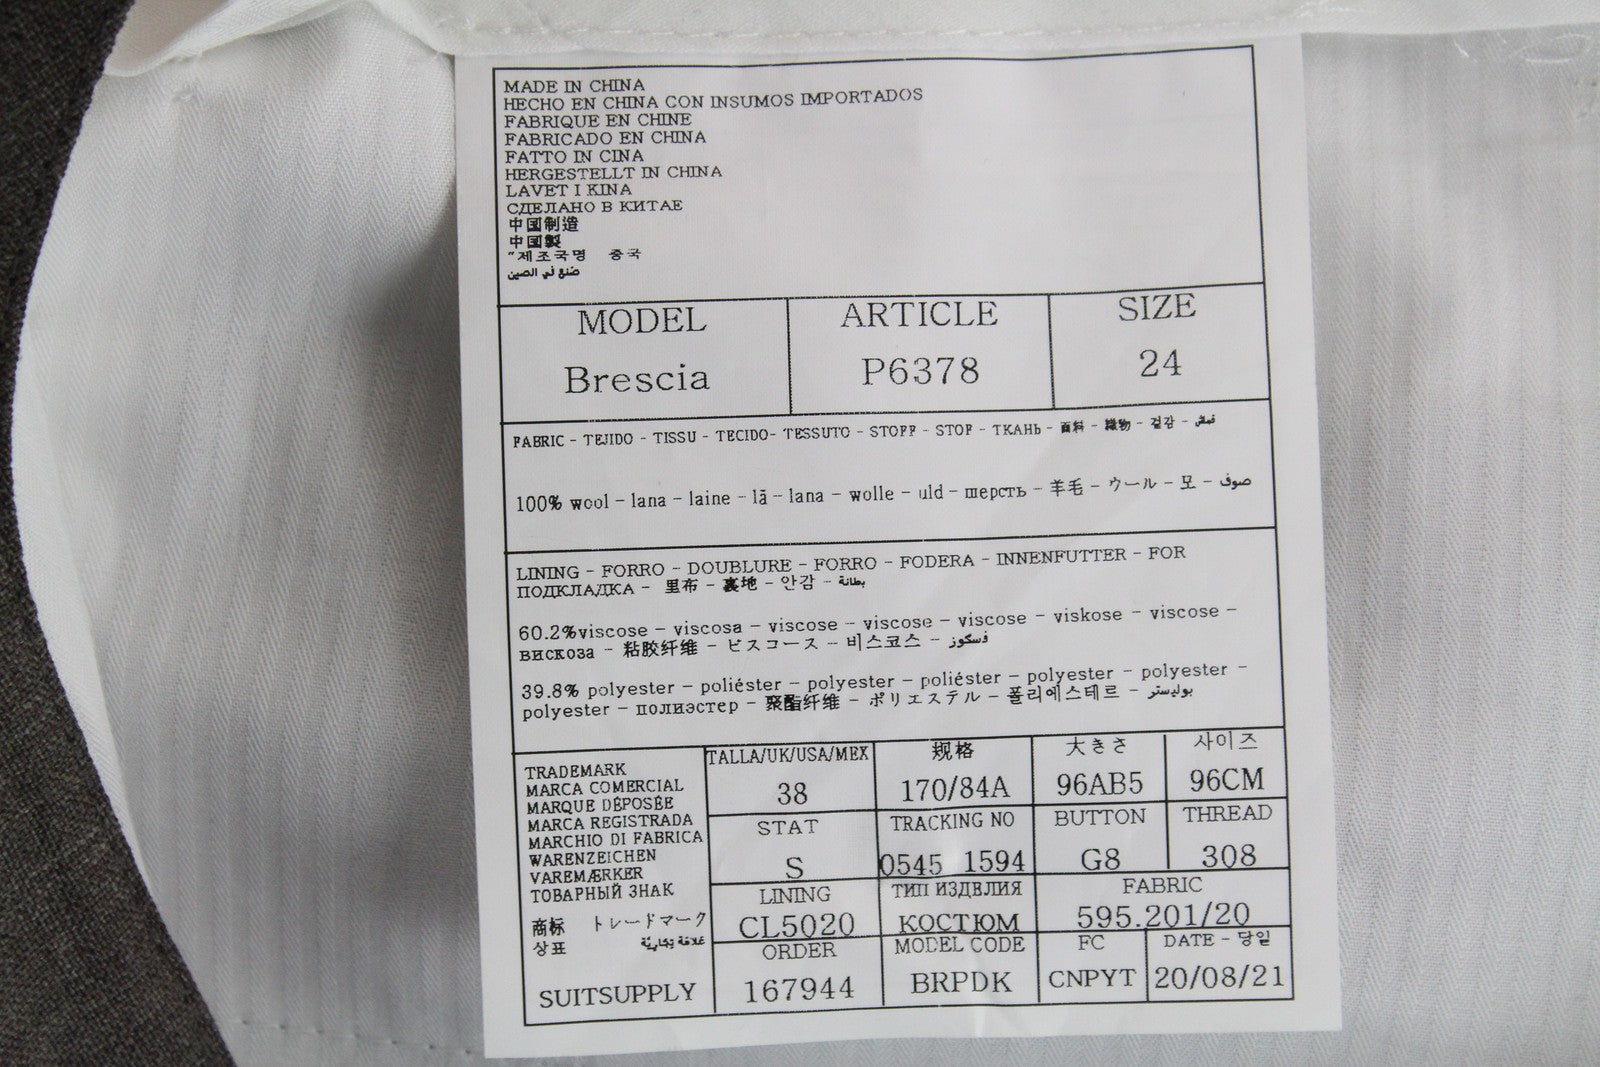 MADE IN CHINA
HECHO EN CHINA CON INSUMOS IMPORTADOS
FABRIQUE EN CHINE
FABRICADO EN CHINA
FATTO IN CINA
HERGESTELLT IN CHINA
LAVET I KINA
СДЕЛАНО В КИТАЕ
中国制造
中国製
"제조국명 중국
صنع في الصين
MODEL ARTICLE SIZE
Brescia P6378 24
FABRIC - TEJIDO - TISSU - TECIDO- TESSUTO - STOFF - STOF - ТКАНЬ - 面料 - 織物 - 겉감 - قماش
100% wool - lana - laine - lã - lana - wolle - uld - шерсть - 羊毛 - ウール - 모 - صوف
LINING - FORRO - DOUBLURE - FORRO - FODERA - INNENFUTTER - FOR
ПОДКЛАДКА - 里布 - 裏地 - 안감 - بطانة
60.2%viscose - viscosa - viscose - viscose - viscose - viskose - viscose -
вискоза - 粘胶纤维 - ビスコース - 비스코스 - فسكوز
39.8% polyester - poliéster - polyester - poliéster - polyester - polyester -
polyester - полиэстер - 聚酯纤维 - ポリエステル - 폴리에스테르 - بوليستر
TRADEMARK
MARCA COMERCIAL
MARQUE DÉPOSÉE
MARCA REGISTRADA
MARCHIO DI FABRICA
WARENZEICHEN
VAREMÆRKER
ТОВАРНЫЙ ЗНАК
商标 トレードマーク
상표 علامة تجارية
SUITSUPPLY
TALLA/UK/USA/MEX 规格 大きさ 사이즈
38 170/84A 96AB5 96CM
STAT TRACKING NO BUTTON THREAD
S 0545 1594 G8 308
LINING ТИП ИЗДЕЛИЯ FABRIC
CL5020 КОСТЮМ 595.201/20
ORDER MODEL CODE FC DATE - 당일
167944 BRPDK CNPYT 20/08/21